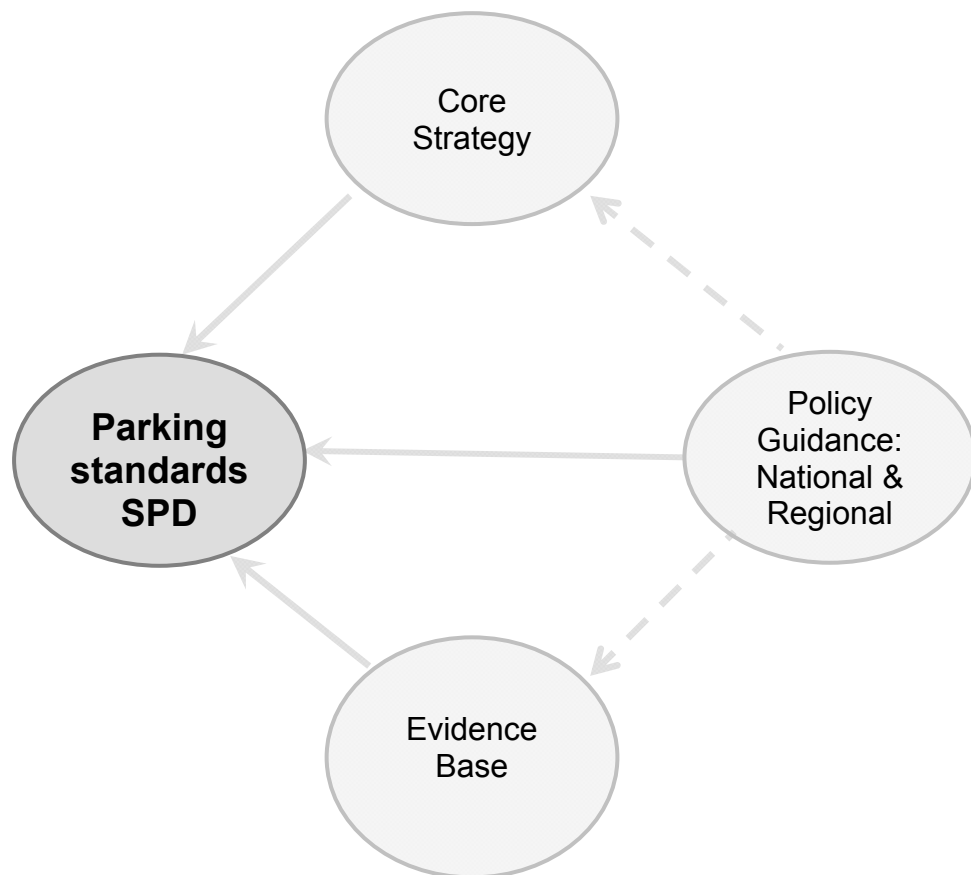 Core
Strategy
Parking
standards
SPD
Policy
Guidance:
National &
Regional
Evidence
Base